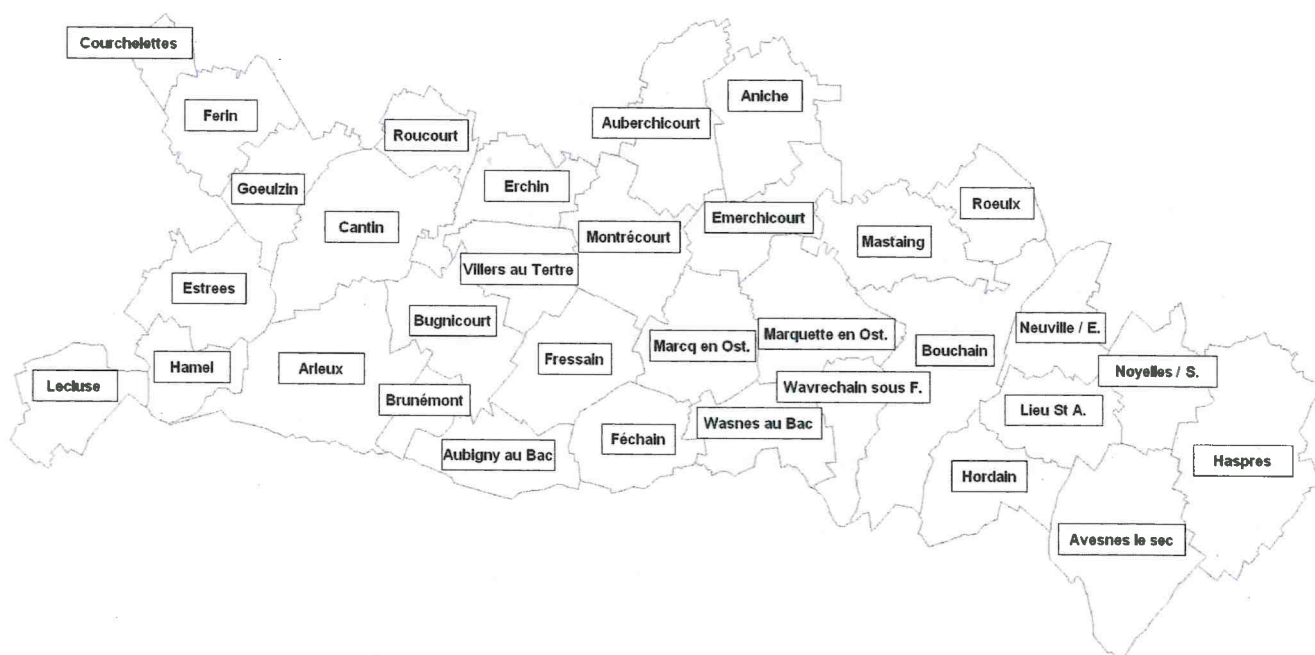 Courchelettes
Aniche
Ferin
Auberchicourt
Roucourt
Erchin
Goeulzin
Roeulx
Emerchicourt
Cantin
Montrécourt
Mastaing
Villers au Tertre
Estrees
Bugnicourt
Neuville / E.
Marquette en Ost.
Marcq en Ost.
Bouchain
Fressain
Hamel
Arleux
Noyelles / S.
Lecluse
Wavrechain sous F.
Brunémont
Lieu St A.
Wasnes au Bac
Féchain
Aubigny au Bac
Haspres
Hordain
Avesnes le sec